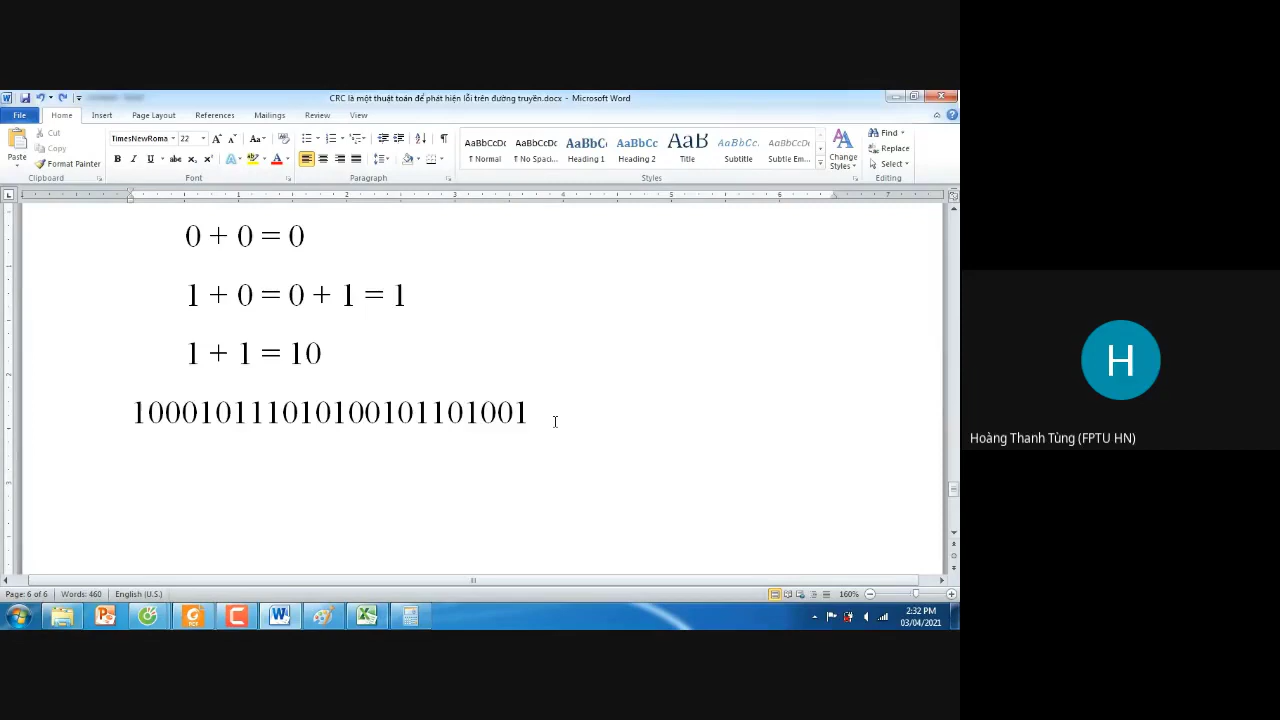 CRC là một thuật toán để phát hiện lỗi trên đường truyền.docx - Microsoft Word
File Home Insert Page Layout References Mailings Review View
Paste
Cut
Copy
Format Painter
Clipboard
TimesNewRoma 22
Font
Paragraph
AaBbCcDc AaBbCcDc AaBbC AaBbCc AaB AaBbCc. AaBbCcDc
¶ Normal ¶ No Spaci... Heading 1 Heading 2 Title Subtitle Subtle Em...
Change
Styles
Styles
Find
Replace
Select
Editing
0 + 0 = 0
1 + 0 = 0 + 1 = 1
1 + 1 = 10
100010111010100101101001
H
Hoàng Thanh Tùng (FPTU HN)
Page: 6 of 6 Words: 460 English (U.S.) 160%
2:32 PM
03/04/2021